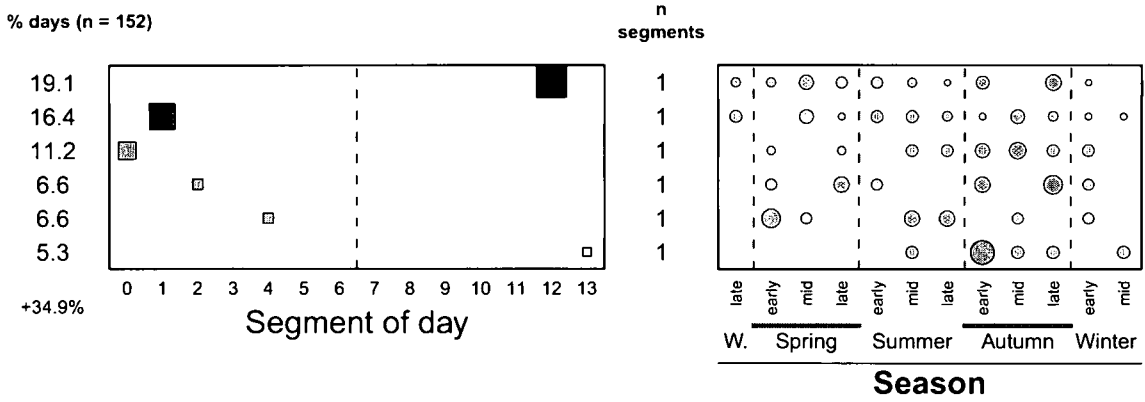 % days (n = 152)
n
segments
19.1
1
16.4
1
11.2
1
6.6
1
6.6
1
5.3
1
+34.9%
0 1 2 3 4 5 6 7 8 9 10 11 12 13
Segment of day
late early mid late early mid late early mid late early mid
W. Spring Summer Autumn Winter
Season